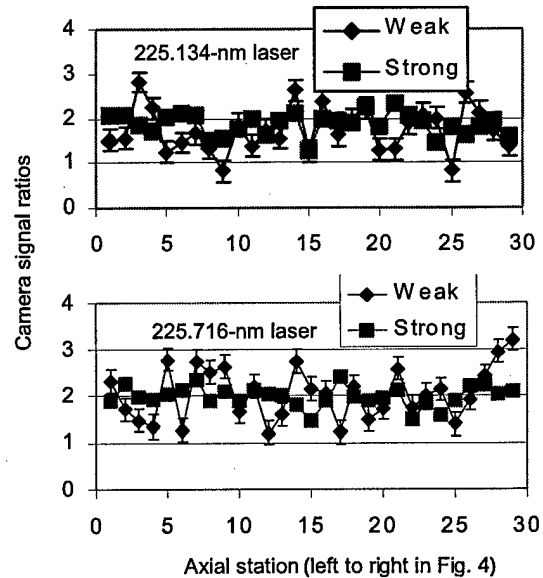 Weak
Strong
225.134-nm laser
4
3
2
1
0
0 5 10 15 20 25 30
Camera signal ratios
Weak
Strong
225.716-nm laser
4
3
2
1
0
0 5 10 15 20 25 30
Axial station (left to right in Fig. 4)